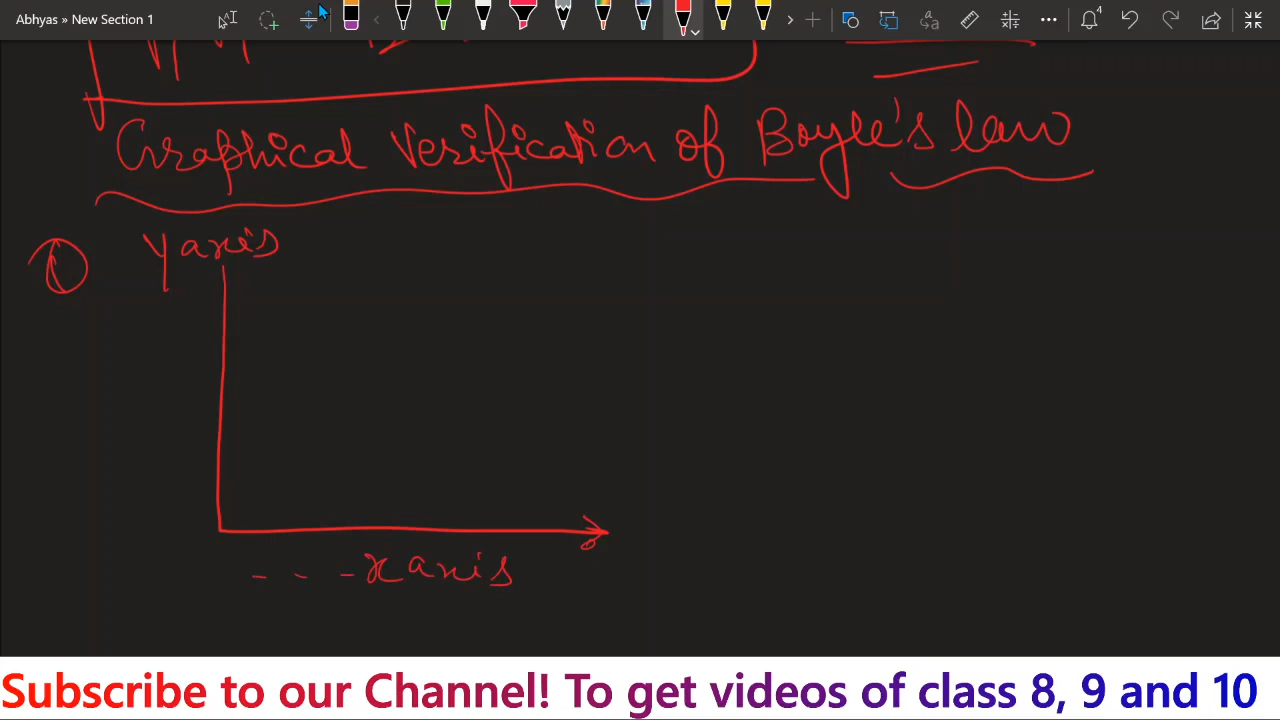 Abhyas » New Section 1
Graphical Verification of Boyle's law
①
Y axis
x axis
Subscribe to our Channel! To get videos of class 8, 9 and 10